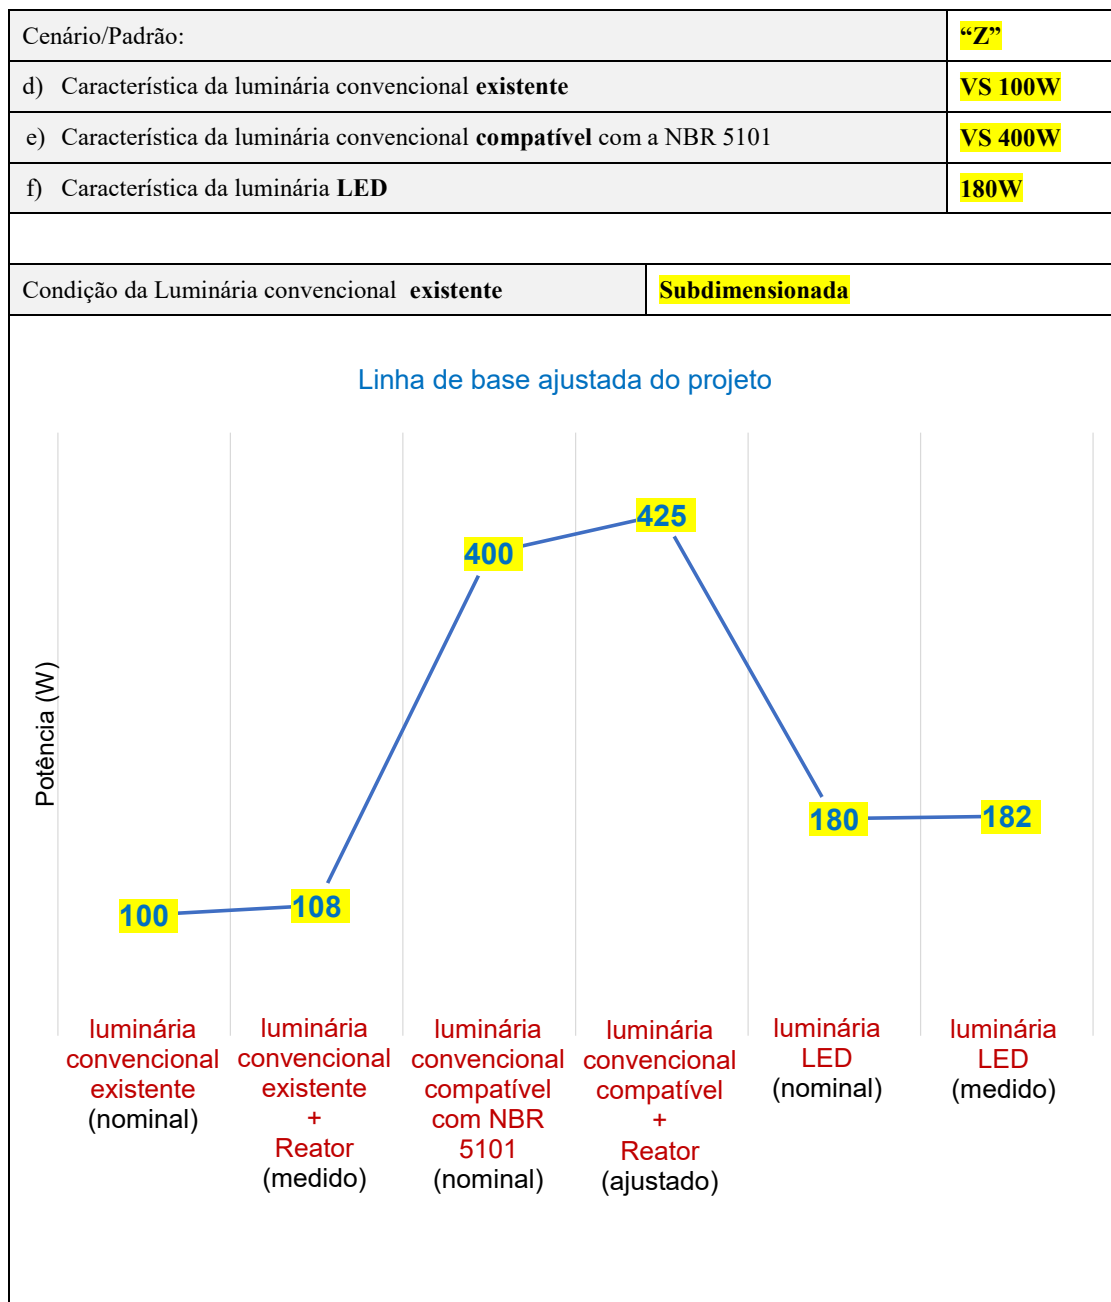 Cenário/Padrão: “Z”
d) Característica da luminária convencional existente VS 100W
e) Característica da luminária convencional compatível com a NBR 5101 VS 400W
f) Característica da luminária LED 180W
Condição da Luminária convencional existente Subdimensionada
Linha de base ajustada do projeto
Potência (W)
425
400
180
182
100
108
luminária
convencional
existente
(nominal)
luminária
convencional
existente
+
Reator
(medido)
luminária
convencional
compatível
com NBR
5101
(nominal)
luminária
convencional
compatível
+
Reator
(ajustado)
luminária
LED
(nominal)
luminária
LED
(medido)